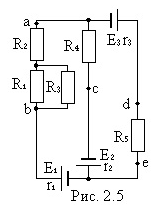 a
R₂
R₄
E₃ r₃
R₁
R₃
c
b
d
R₅
E₂
r₂
e
E₁
r₁
Рис. 2.5